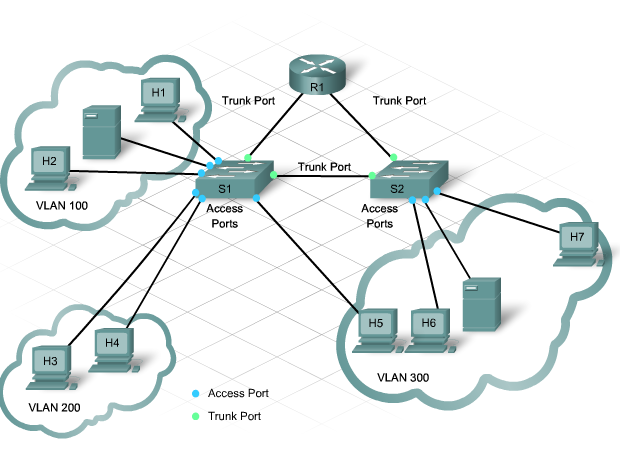 H1
R1
Trunk Port
Trunk Port
H2
Trunk Port
S1
S2
VLAN 100
Access
Ports
Access
Ports
H7
H5
H6
H4
H3
VLAN 300
VLAN 200
Access Port
Trunk Port